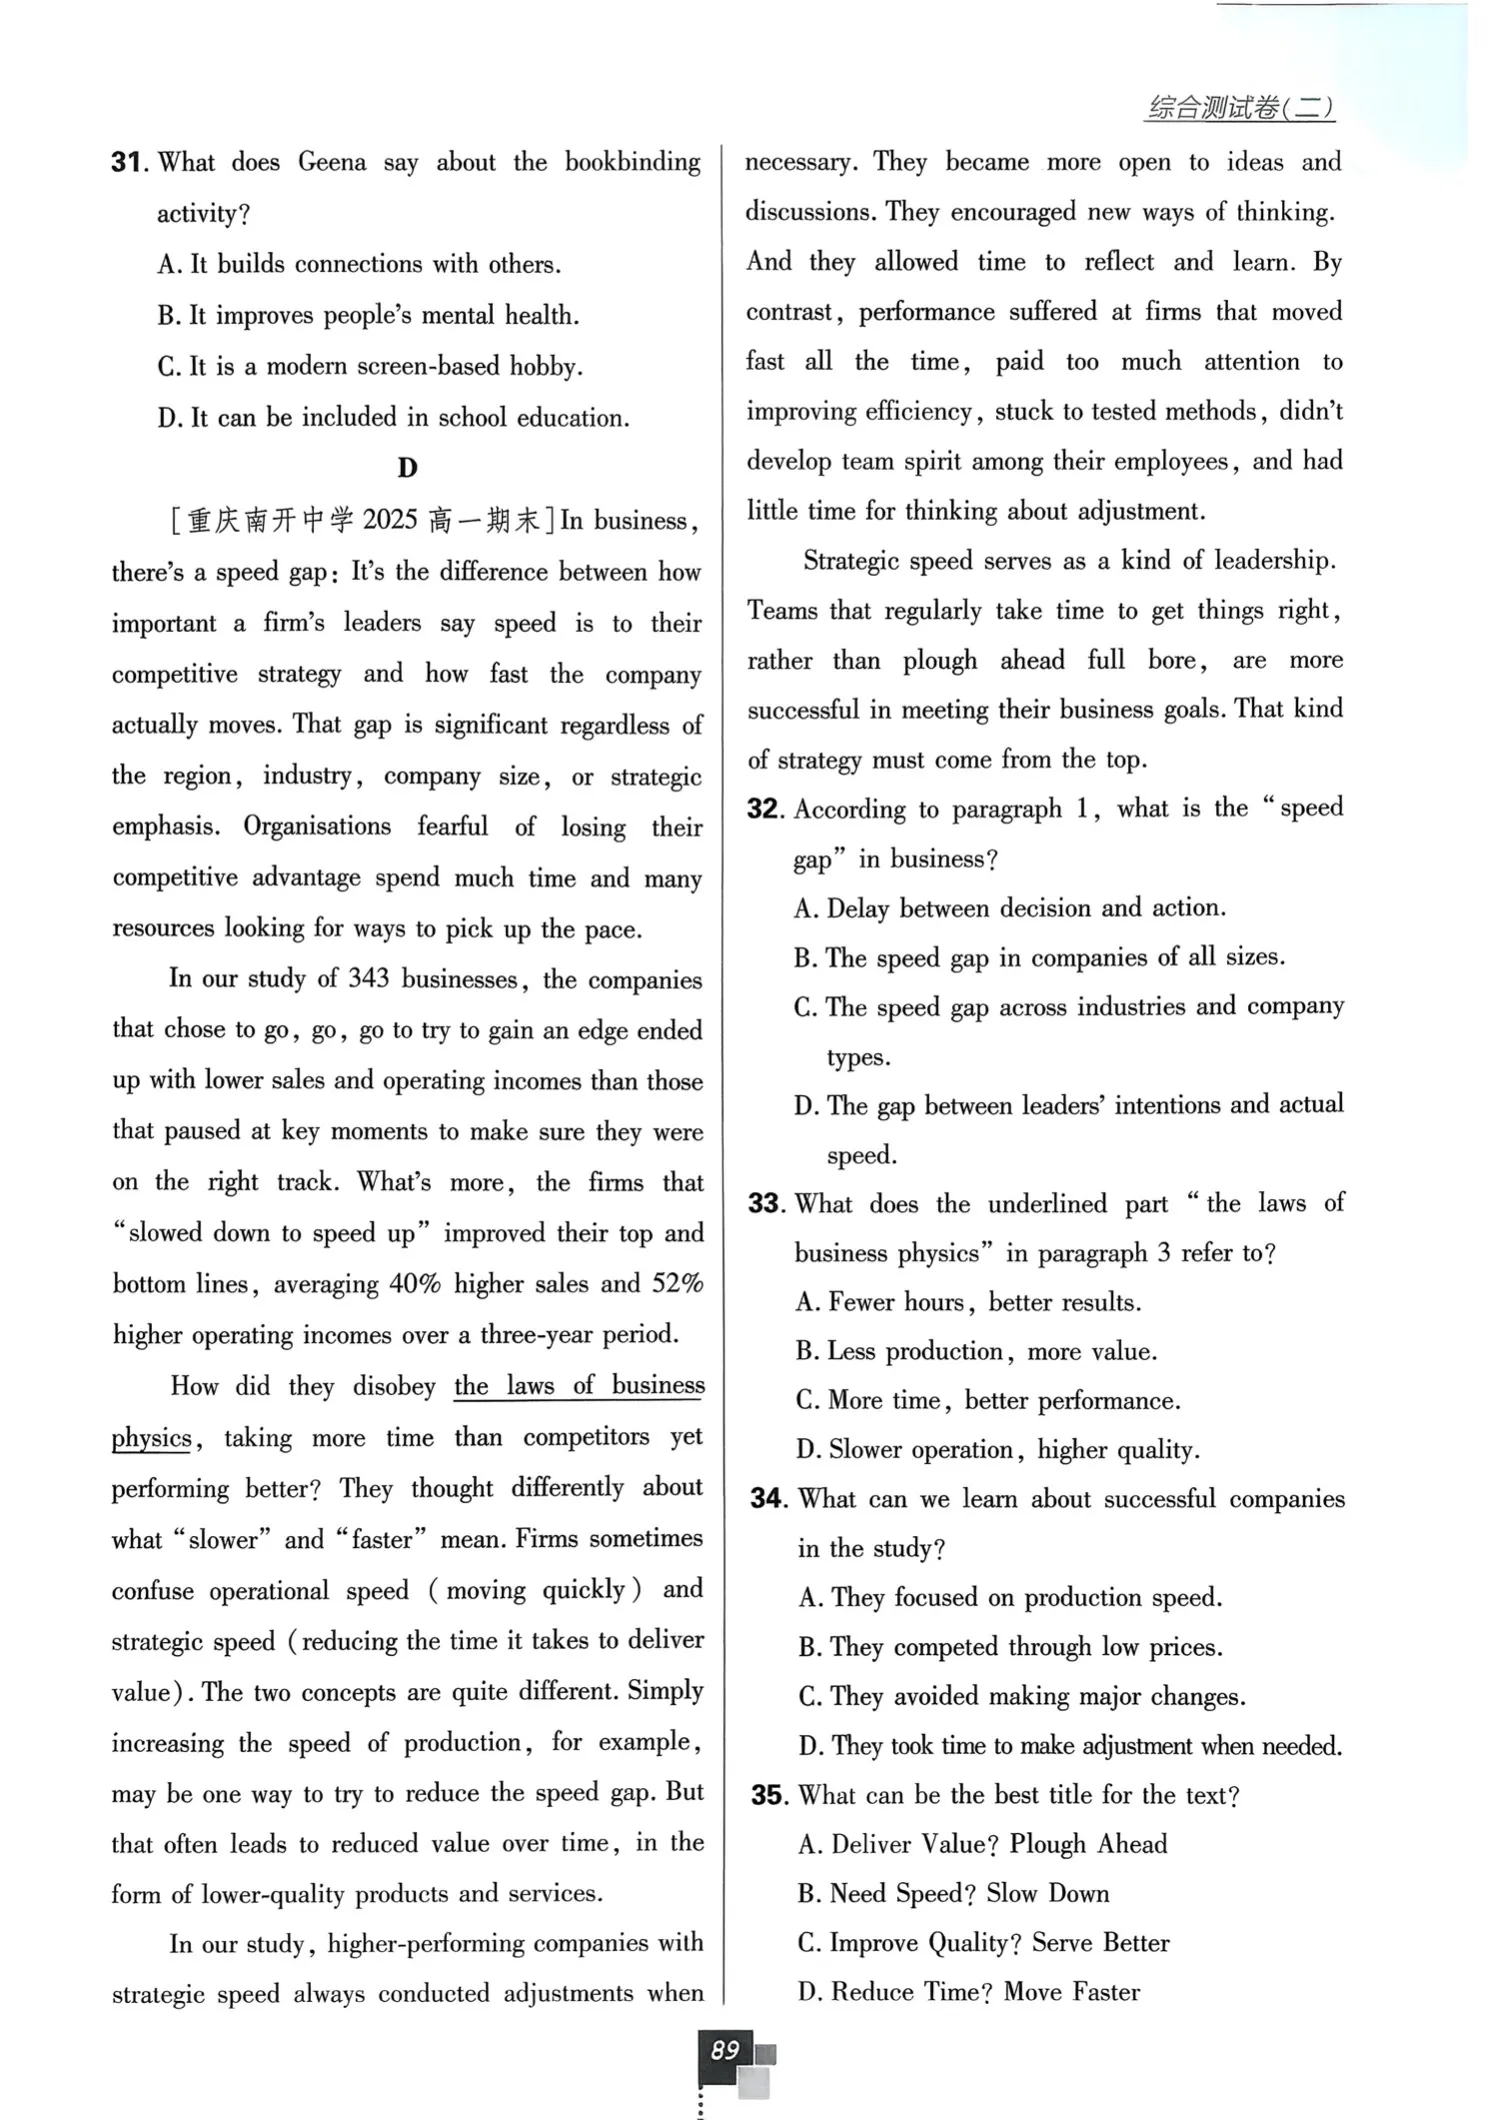 综合测试卷(二)
31. What does Geena say about the bookbinding
activity?
A. It builds connections with others.
B. It improves people's mental health.
C. It is a modern screen-based hobby.
D. It can be included in school education.
D
[重庆南开中学 2025 高一期末]In business,
there's a speed gap: It's the difference between how
important a firm's leaders say speed is to their
competitive strategy and how fast the company
actually moves. That gap is significant regardless of
the region, industry, company size, or strategic
emphasis. Organisations fearful of losing their
competitive advantage spend much time and many
resources looking for ways to pick up the pace.
In our study of 343 businesses, the companies
that chose to go, go, go to try to gain an edge ended
up with lower sales and operating incomes than those
that paused at key moments to make sure they were
on the right track. What's more, the firms that
“slowed down to speed up” improved their top and
bottom lines, averaging 40% higher sales and 52%
higher operating incomes over a three-year period.
How did they disobey the laws of business
physics, taking more time than competitors yet
performing better? They thought differently about
what “slower” and “faster” mean. Firms sometimes
confuse operational speed (moving quickly) and
strategic speed (reducing the time it takes to deliver
value). The two concepts are quite different. Simply
increasing the speed of production, for example,
may be one way to try to reduce the speed gap. But
that often leads to reduced value over time, in the
form of lower-quality products and services.
In our study, higher-performing companies with
strategic speed always conducted adjustments when
necessary. They became more open to ideas and
discussions. They encouraged new ways of thinking.
And they allowed time to reflect and learn. By
contrast, performance suffered at firms that moved
fast all the time, paid too much attention to
improving efficiency, stuck to tested methods, didn't
develop team spirit among their employees, and had
little time for thinking about adjustment.
Strategic speed serves as a kind of leadership.
Teams that regularly take time to get things right,
rather than plough ahead full bore, are more
successful in meeting their business goals. That kind
of strategy must come from the top.
32. According to paragraph 1, what is the “speed
gap” in business?
A. Delay between decision and action.
B. The speed gap in companies of all sizes.
C. The speed gap across industries and company
types.
D. The gap between leaders' intentions and actual
speed.
33. What does the underlined part “the laws of
business physics” in paragraph 3 refer to?
A. Fewer hours, better results.
B. Less production, more value.
C. More time, better performance.
D. Slower operation, higher quality.
34. What can we learn about successful companies
in the study?
A. They focused on production speed.
B. They competed through low prices.
C. They avoided making major changes.
D. They took time to make adjustment when needed.
35. What can be the best title for the text?
A. Deliver Value? Plough Ahead
B. Need Speed? Slow Down
C. Improve Quality? Serve Better
D. Reduce Time? Move Faster
89